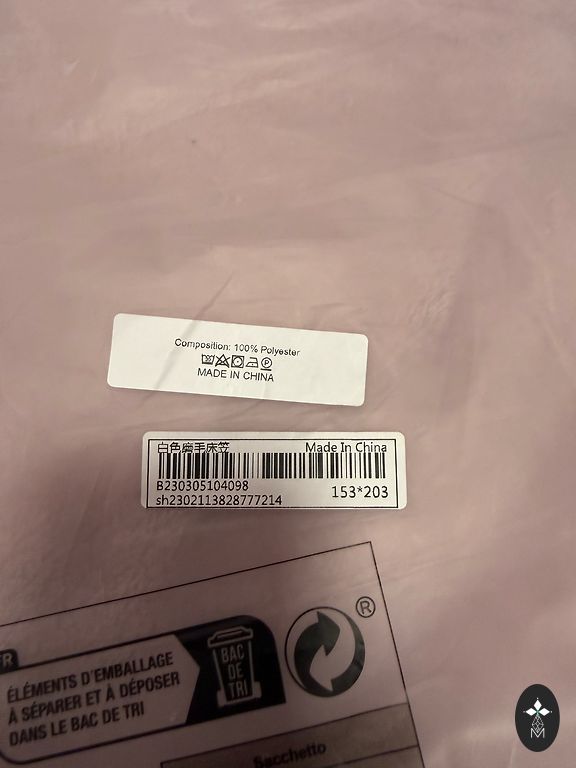 Composition: 100% Polyester
MADE IN CHINA
白色磨毛床笠 Made In China
B230305104098
sh2302113828777214 153*203
R
®
ÉLÉMENTS D'EMBALLAGE
À SÉPARER ET À DÉPOSER
DANS LE BAC DE TRI
BAC
DE
TRI
Sacchetto
M